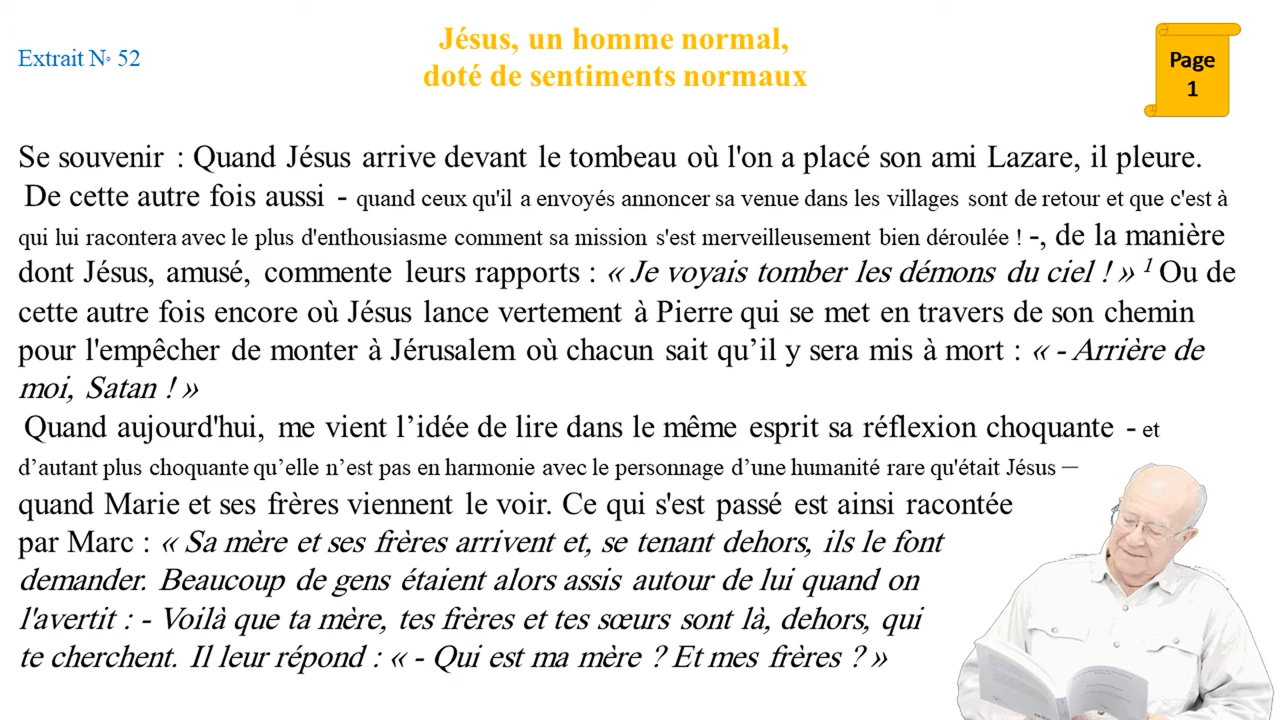 Extrait N° 52
Jésus, un homme normal,
doté de sentiments normaux
Page
1
Se souvenir : Quand Jésus arrive devant le tombeau où l'on a placé son ami Lazare, il pleure.
De cette autre fois aussi - quand ceux qu'il a envoyés annoncer sa venue dans les villages sont de retour et que c'est à
qui lui racontera avec le plus d'enthousiasme comment sa mission s'est merveilleusement bien déroulée ! -, de la manière
dont Jésus, amusé, commente leurs rapports : « Je voyais tomber les démons du ciel ! » ¹ Ou de
cette autre fois encore où Jésus lance vertement à Pierre qui se met en travers de son chemin
pour l'empêcher de monter à Jérusalem où chacun sait qu’il y sera mis à mort : « - Arrière de
moi, Satan ! »
Quand aujourd'hui, me vient l’idée de lire dans le même esprit sa réflexion choquante - et
d’autant plus choquante qu’elle n’est pas en harmonie avec le personnage d’une humanité rare qu'était Jésus —
quand Marie et ses frères viennent le voir. Ce qui s'est passé est ainsi racontée
par Marc : « Sa mère et ses frères arrivent et, se tenant dehors, ils le font
demander. Beaucoup de gens étaient alors assis autour de lui quand on
l'avertit : - Voilà que ta mère, tes frères et tes sœurs sont là, dehors, qui
te cherchent. Il leur répond : « - Qui est ma mère ? Et mes frères ? »